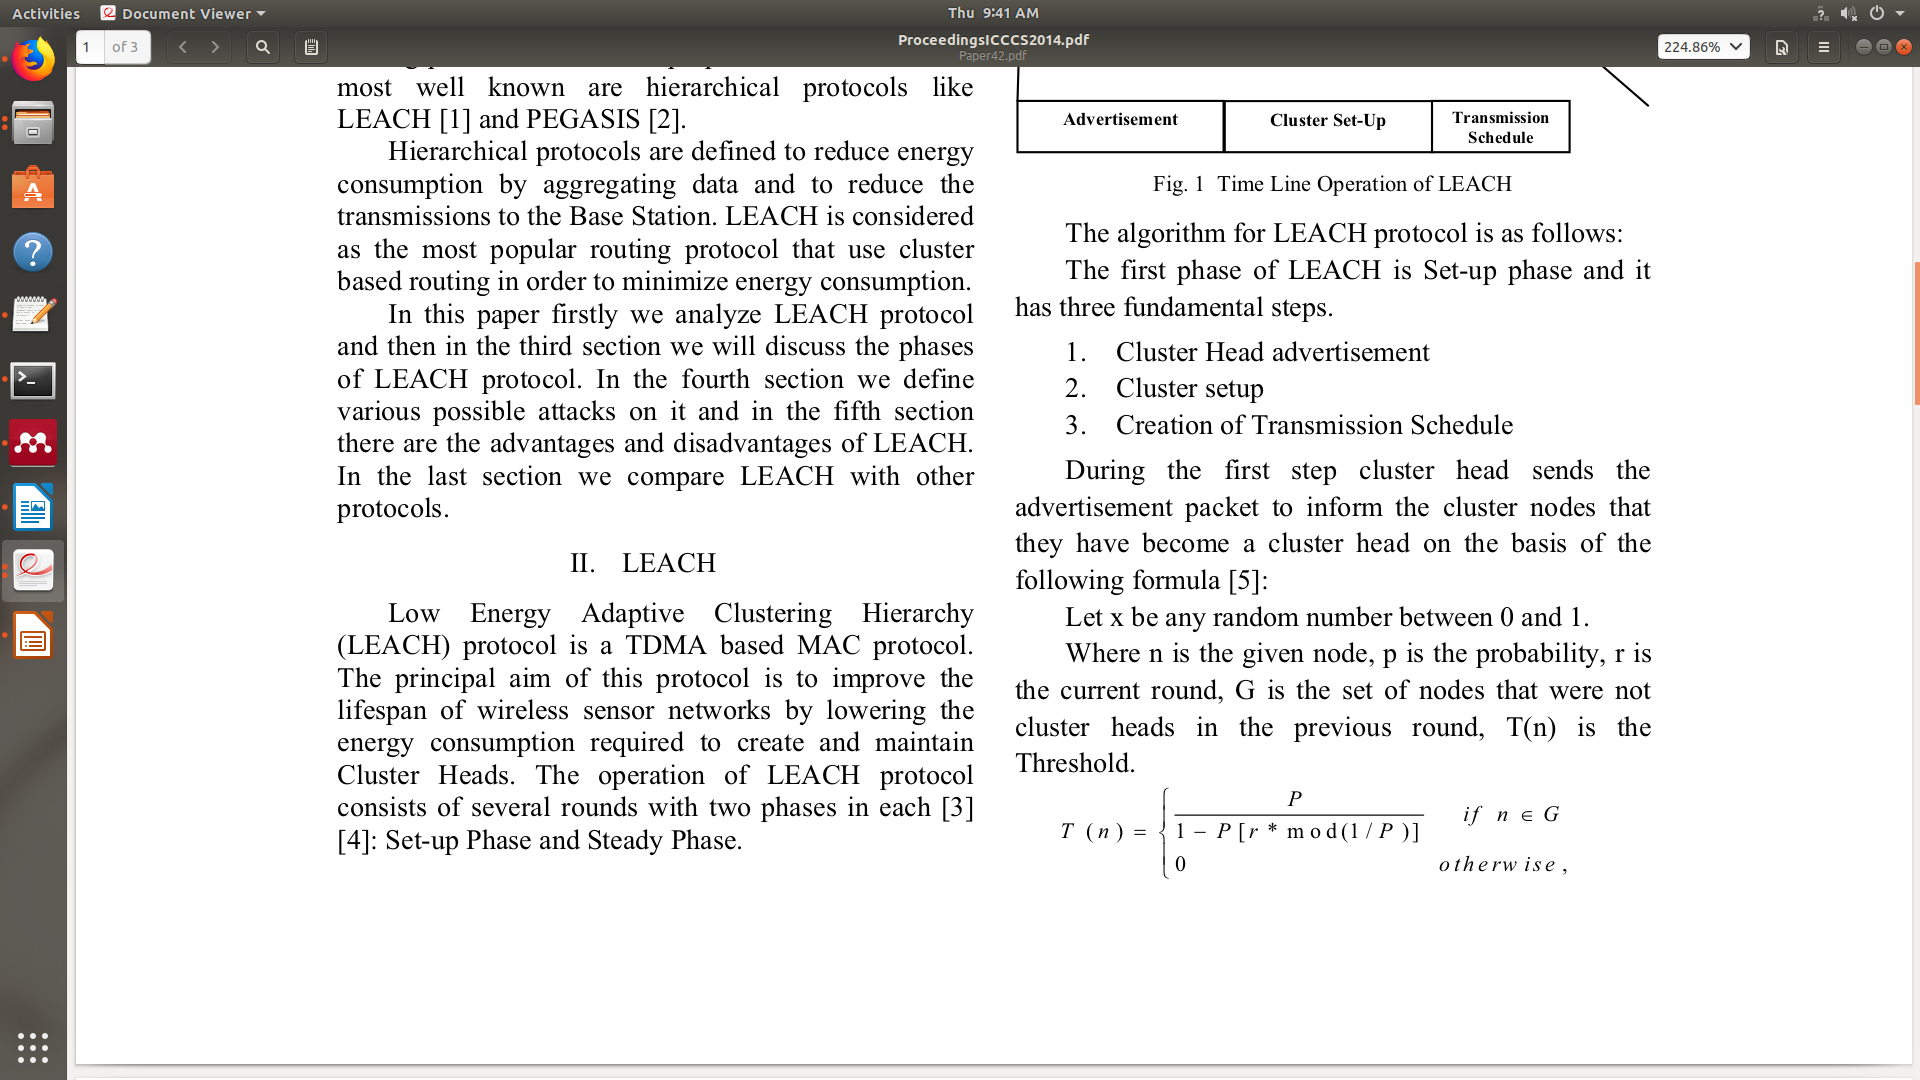 Activities
Document Viewer
Thu 9:41 AM
1 of 3
ProceedingsICCCS2014.pdf
Paper42.pdf
224.86%
most well known are hierarchical protocols like
LEACH [1] and PEGASIS [2].
Hierarchical protocols are defined to reduce energy
consumption by aggregating data and to reduce the
transmissions to the Base Station. LEACH is considered
as the most popular routing protocol that use cluster
based routing in order to minimize energy consumption.
In this paper firstly we analyze LEACH protocol
and then in the third section we will discuss the phases
of LEACH protocol. In the fourth section we define
various possible attacks on it and in the fifth section
there are the advantages and disadvantages of LEACH.
In the last section we compare LEACH with other
protocols.
II. LEACH
Low Energy Adaptive Clustering Hierarchy
(LEACH) protocol is a TDMA based MAC protocol.
The principal aim of this protocol is to improve the
lifespan of wireless sensor networks by lowering the
energy consumption required to create and maintain
Cluster Heads. The operation of LEACH protocol
consists of several rounds with two phases in each [3]
[4]: Set-up Phase and Steady Phase.
Advertisement
Cluster Set-Up
Transmission
Schedule
Fig. 1 Time Line Operation of LEACH
The algorithm for LEACH protocol is as follows:
The first phase of LEACH is Set-up phase and it
has three fundamental steps.
1. Cluster Head advertisement
2. Cluster setup
3. Creation of Transmission Schedule
During the first step cluster head sends the
advertisement packet to inform the cluster nodes that
they have become a cluster head on the basis of the
following formula [5]:
Let x be any random number between 0 and 1.
Where n is the given node, p is the probability, r is
the current round, G is the set of nodes that were not
cluster heads in the previous round, T(n) is the
Threshold.
P
if n ∈ G
T (n) = { 1 − P [r * mod(1 / P )]
0 otherwise,